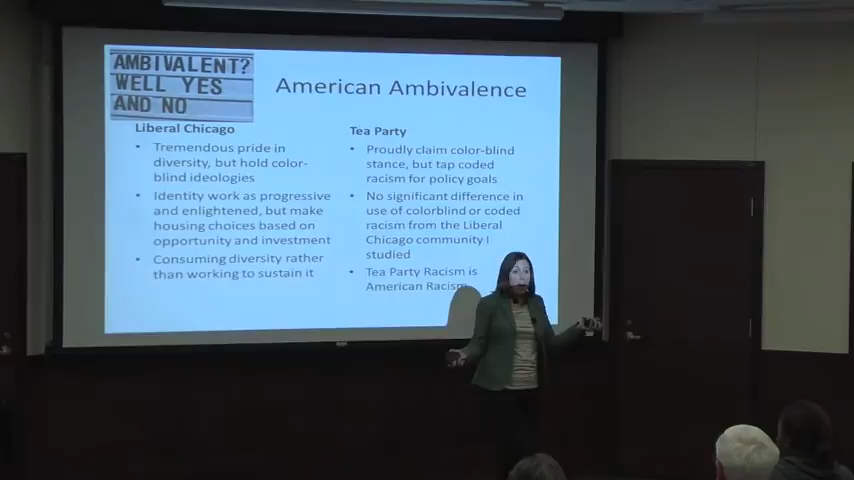 AMBIVALENT?
WELL YES
AND NO
American Ambivalence
Liberal Chicago
• Tremendous pride in
diversity, but hold color-
blind ideologies
• Identity work as progressive
and enlightened, but make
housing choices based on
opportunity and investment
• Consuming diversity rather
than working to sustain it
Tea Party
• Proudly claim color-blind
stance, but tap coded
racism for policy goals
• No significant difference in
use of colorblind or coded
racism from the Liberal
Chicago community I
studied
• Tea Party Racism is
American Racism